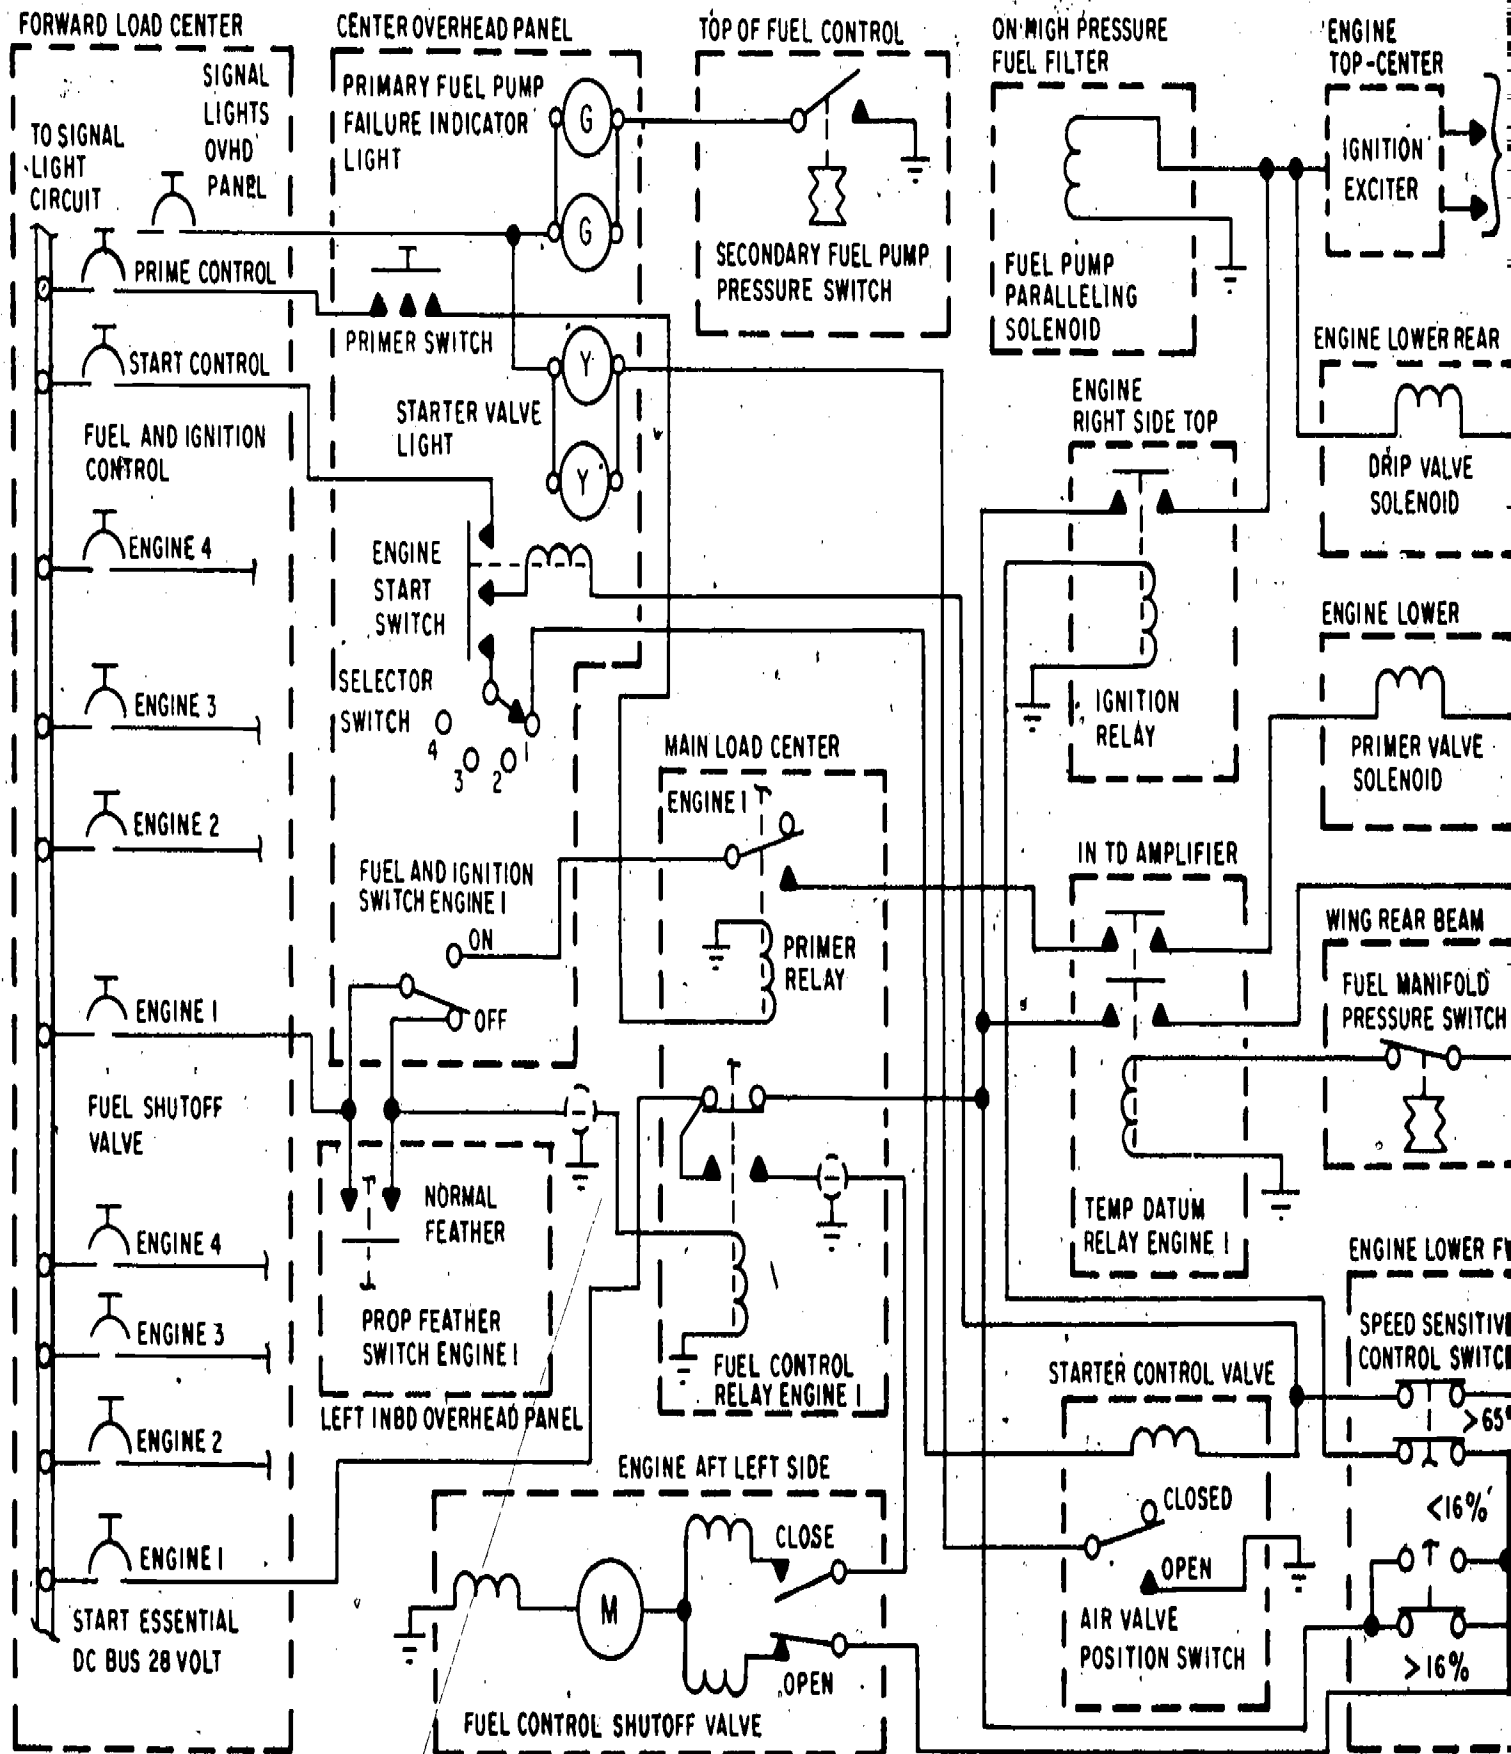 FORWARD LOAD CENTER
SIGNAL
LIGHTS
OVHD
PANEL
TO SIGNAL
LIGHT
CIRCUIT
PRIME CONTROL
START CONTROL
FUEL AND IGNITION
CONTROL
ENGINE 4
ENGINE 3
ENGINE 2
ENGINE 1
FUEL SHUTOFF
VALVE
ENGINE 4
ENGINE 3
ENGINE 2
ENGINE 1
START ESSENTIAL
DC BUS 28 VOLT
CENTER OVERHEAD PANEL
PRIMARY FUEL PUMP
FAILURE INDICATOR
LIGHT
G
G
PRIMER SWITCH
STARTER VALVE
LIGHT
Y
Y
ENGINE
START
SWITCH
SELECTOR
SWITCH
4
3
2
1
FUEL AND IGNITION
SWITCH ENGINE 1
ON
OFF
NORMAL
FEATHER
PROP FEATHER
SWITCH ENGINE 1
LEFT INBD OVERHEAD PANEL
TOP OF FUEL CONTROL
SECONDARY FUEL PUMP
PRESSURE SWITCH
MAIN LOAD CENTER
ENGINE 1
PRIMER
RELAY
FUEL CONTROL
RELAY ENGINE 1
ENGINE AFT LEFT SIDE
M
CLOSE
OPEN
FUEL CONTROL SHUTOFF VALVE
ON HIGH PRESSURE
FUEL FILTER
FUEL PUMP
PARALLELING
SOLENOID
ENGINE
RIGHT SIDE TOP
IGNITION
RELAY
IN TD AMPLIFIER
TEMP DATUM
RELAY ENGINE 1
STARTER CONTROL VALVE
CLOSED
OPEN
AIR VALVE
POSITION SWITCH
ENGINE
TOP-CENTER
IGNITION
EXCITER
ENGINE LOWER REAR
DRIP VALVE
SOLENOID
ENGINE LOWER
PRIMER VALVE
SOLENOID
WING REAR BEAM
FUEL MANIFOLD
PRESSURE SWITCH
ENGINE LOWER
SPEED SENSITIVE
CONTROL SWITCH
>65
<16%
>16%